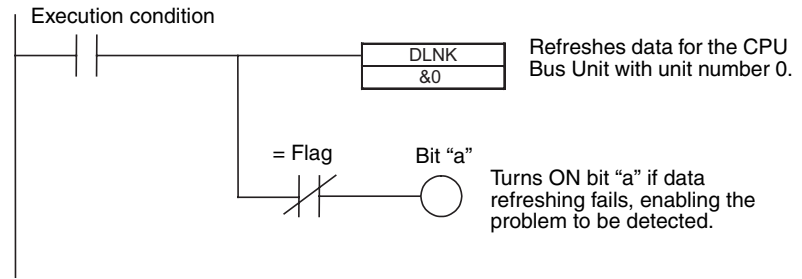 Execution condition
DLNK
&0
Refreshes data for the CPU
Bus Unit with unit number 0.
= Flag
Bit “a”
Turns ON bit “a” if data
refreshing fails, enabling the
problem to be detected.